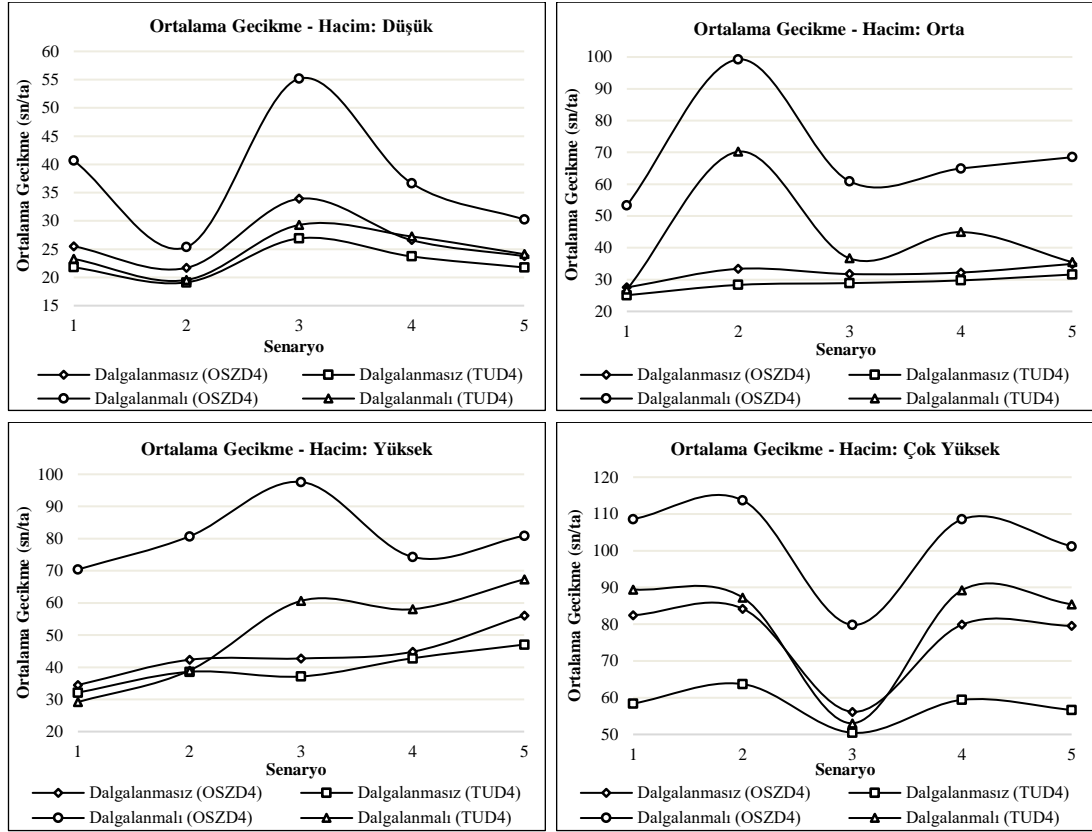 Ortalama Gecikme - Hacim: Düşük
Ortalama Gecikme (sn/ta)
60
55
50
45
40
35
30
25
20
15
1 2 3 4 5
Senaryo
Dalgalanmasız (OSZD4) Dalgalanmasız (TUD4)
Dalgalanmalı (OSZD4) Dalgalanmalı (TUD4)
Ortalama Gecikme - Hacim: Orta
Ortalama Gecikme (sn/ta)
100
90
80
70
60
50
40
30
20
1 2 3 4 5
Senaryo
Dalgalanmasız (OSZD4) Dalgalanmasız (TUD4)
Dalgalanmalı (OSZD4) Dalgalanmalı (TUD4)
Ortalama Gecikme - Hacim: Yüksek
Ortalama Gecikme (sn/ta)
100
90
80
70
60
50
40
30
20
1 2 3 4 5
Senaryo
Dalgalanmasız (OSZD4) Dalgalanmasız (TUD4)
Dalgalanmalı (OSZD4) Dalgalanmalı (TUD4)
Ortalama Gecikme - Hacim: Çok Yüksek
Ortalama Gecikme (sn/ta)
120
110
100
90
80
70
60
50
1 2 3 4 5
Senaryo
Dalgalanmasız (OSZD4) Dalgalanmasız (TUD4)
Dalgalanmalı (OSZD4) Dalgalanmalı (TUD4)